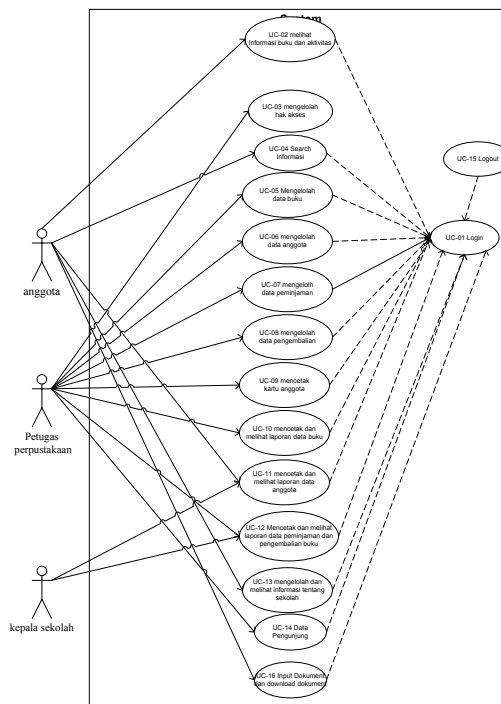 System
UC-02 melihat
Informasi buku dan aktivitas
UC-03 mengelolah
hak akses
UC-04 Search
Informasi
UC-15 Logout
UC-05 Mengelolah
data buku
UC-06 mengelolah
data anggota
UC-01 Login
anggota
UC-07 mengelolh
data peminjaman
UC-08 mengelolah
data pengembalian
UC-09 mencetak
kartu anggota
Petugas
perpustakaan
UC-10 mencetak dan
melihat laporan data buku
UC-11 mencetak dan
melihat laporan data
anggota
UC-12 Mencetak dan melihat
laporan data peminjaman dan
pengembalian buku
UC-13 mengelolah dan
melihat informasi tentang
sekolah
kepala sekolah
UC-14 Data
Pengunjung
UC-16 Input Dokument
dan download dokument